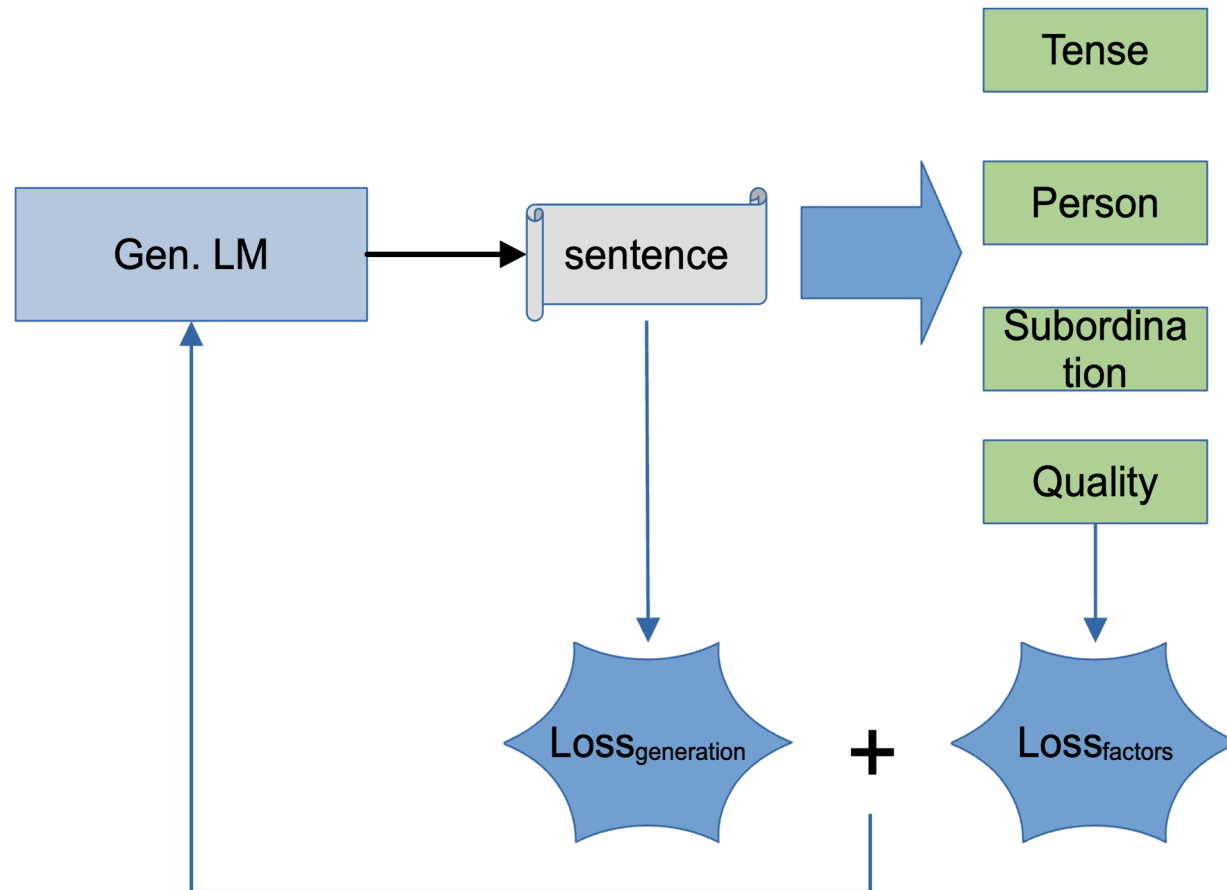 Tense
Gen. LM
sentence
Person
Subordina
tion
Quality
Lossgeneration
+
Lossfactors